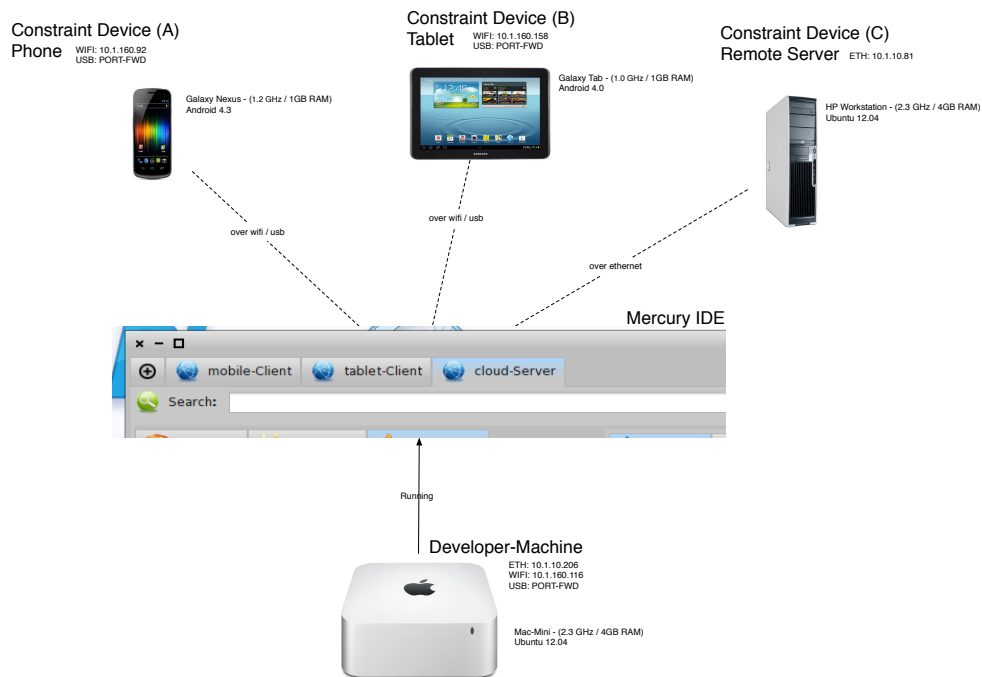 Constraint Device (A)
Phone
WIFI: 10.1.160.92
USB: PORT-FWD
Galaxy Nexus - (1.2 GHz / 1GB RAM)
Android 4.3
Constraint Device (B)
Tablet
WIFI: 10.1.160.158
USB: PORT-FWD
Galaxy Tab - (1.0 GHz / 1GB RAM)
Android 4.0
Constraint Device (C)
Remote Server
ETH: 10.1.10.81
HP Workstation - (2.3 GHz / 4GB RAM)
Ubuntu 12.04
over wifi / usb
over wifi / usb
over ethernet
Mercury IDE
mobile-Client
tablet-Client
cloud-Server
Search:
Running
Developer-Machine
ETH: 10.1.10.206
WIFI: 10.1.160.116
USB: PORT-FWD
Mac-Mini - (2.3 GHz / 4GB RAM)
Ubuntu 12.04